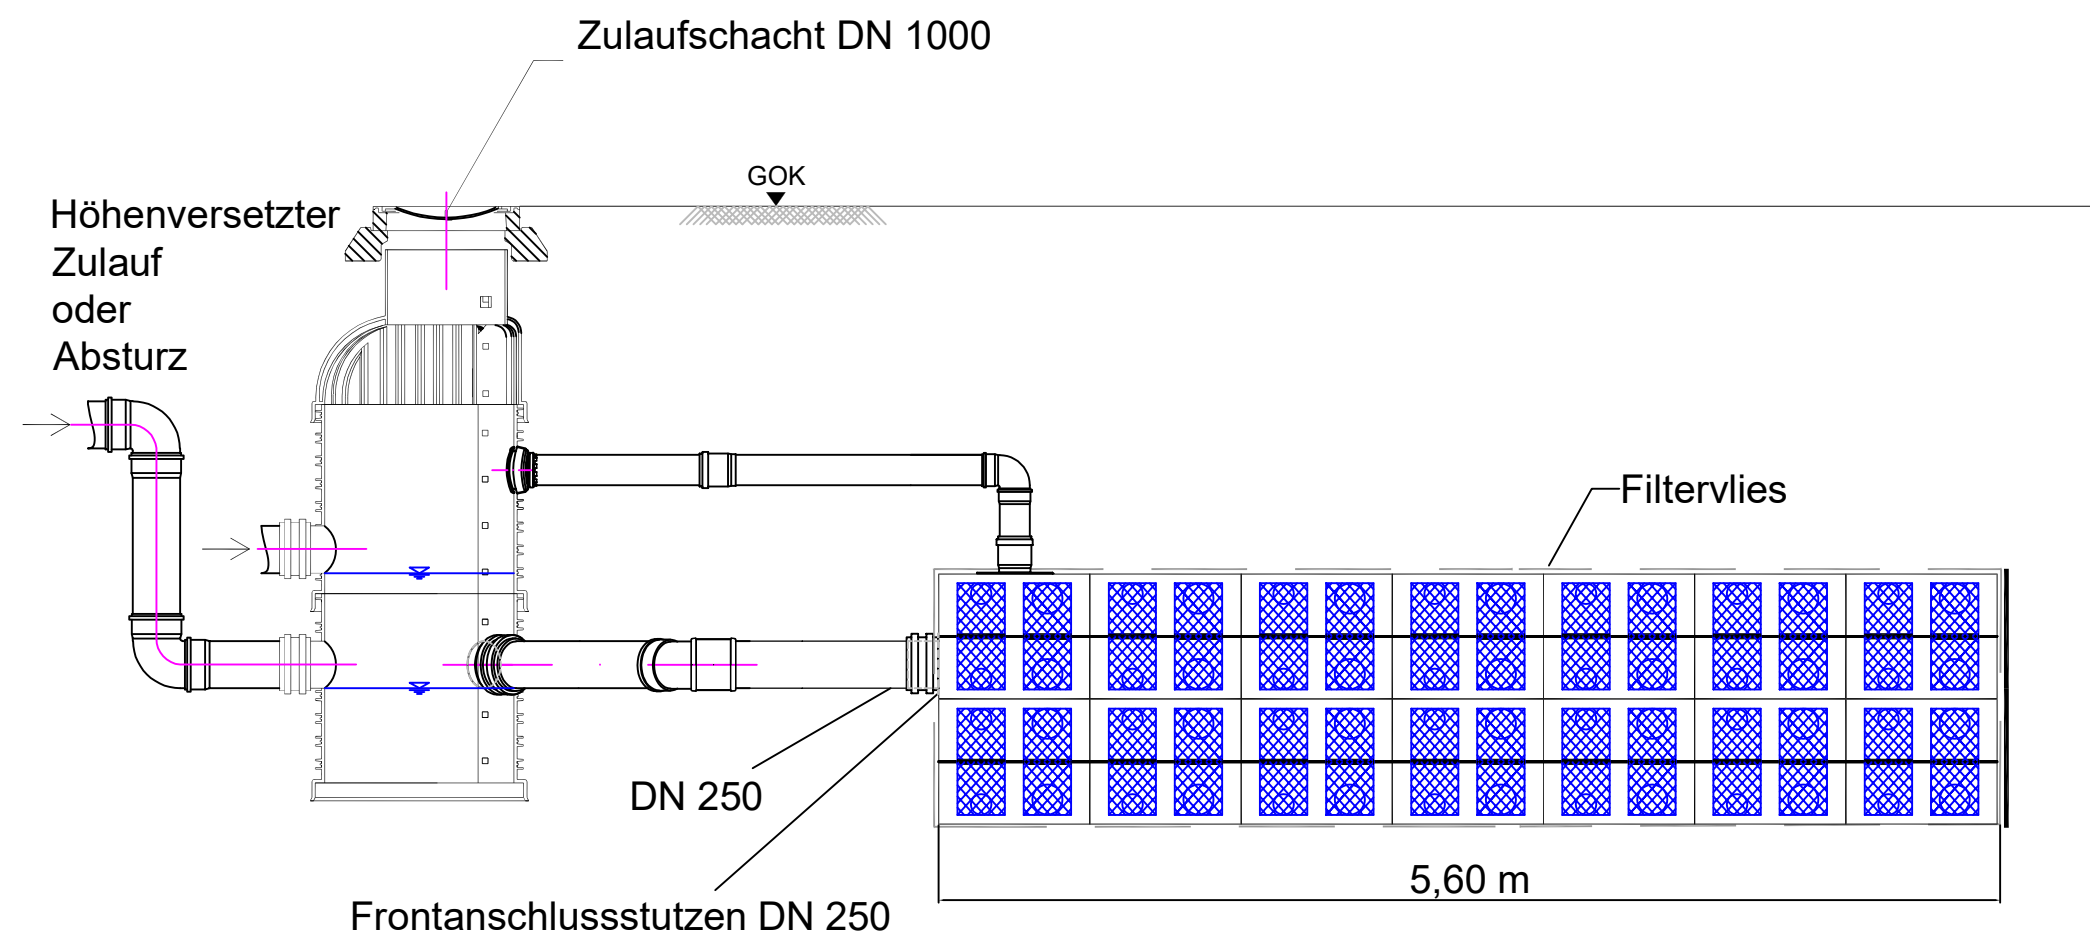 Zulaufschacht DN 1000
GOK
Höhenversetzter
Zulauf
oder
Absturz
Filtervlies
DN 250
5,60 m
Frontanschlussstutzen DN 250